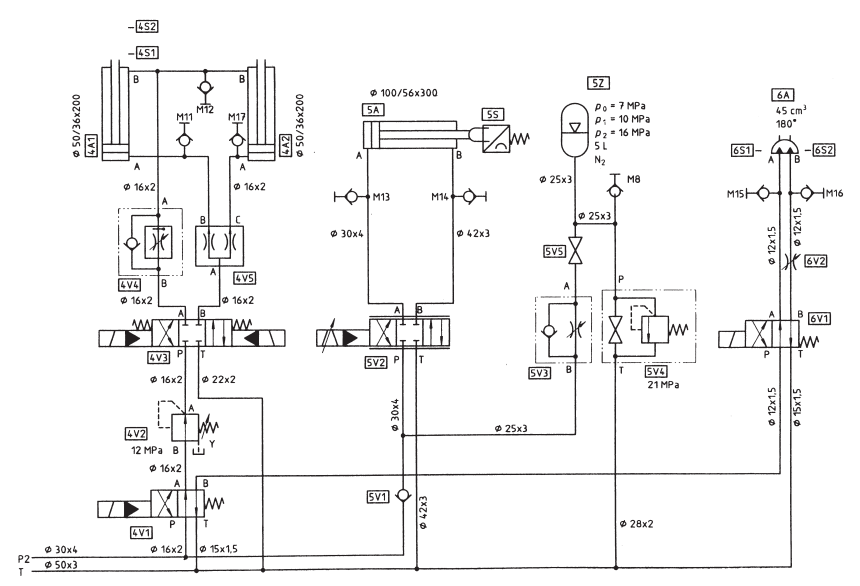 4S2
4S1
B
B
M12
M11
M17
⌀ 50/36x200
4A1
4A2
⌀ 50/36x200
A
A
⌀ 16x2
⌀ 16x2
A
B
C
4V4
B
A
4V5
⌀ 16x2
⌀ 16x2
A
B
4V3
P
T
⌀ 16x2
⌀ 22x2
A
4V2
12 MPa
B
Y
⌀ 16x2
A
B
4V1
P
T
P2
⌀ 30x4
⌀ 16x2
⌀ 15x1,5
T
⌀ 50x3
⌀ 100/56x300
5A
5S
A
B
M13
M14
⌀ 30x4
⌀ 42x3
A
B
5V2
P
T
⌀ 30x4
⌀ 25x3
5V1
⌀ 42x3
5Z
p0 = 7 MPa
p1 = 10 MPa
p2 = 16 MPa
5 L
N2
⌀ 25x3
M8
⌀ 25x3
5V5
A
P
5V3
B
T
5V4
21 MPa
⌀ 28x2
6A
45 cm³
180°
6S1
A
B
6S2
M15
M16
⌀ 12x1,5
⌀ 12x1,5
6V2
A
B
6V1
P
T
⌀ 12x1,5
⌀ 15x1,5